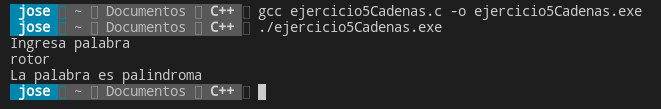 jose ~ Documentos C++ gcc ejercicio5Cadenas.c -o ejercicio5Cadenas.exe
jose ~ Documentos C++ ./ejercicio5Cadenas.exe
Ingresa palabra
rotor
La palabra es palindroma
jose ~ Documentos C++